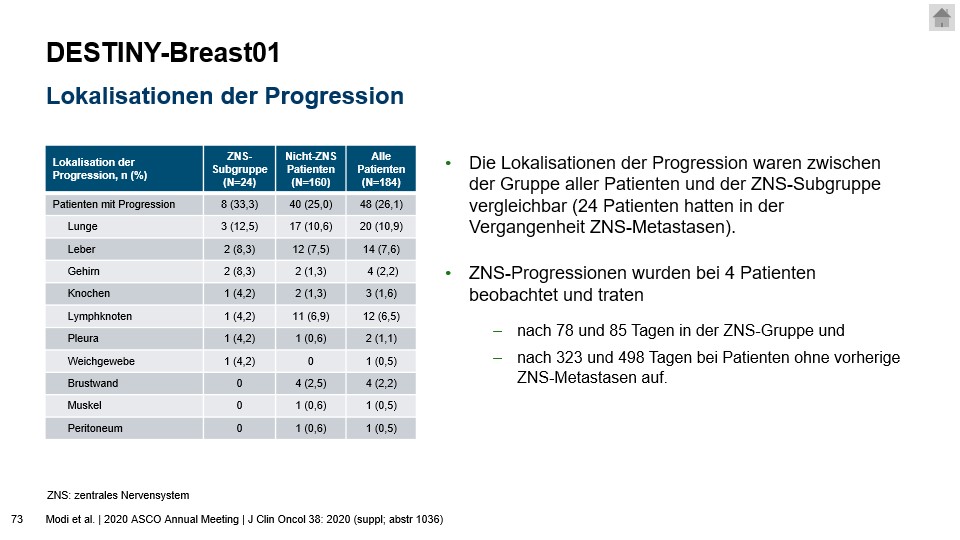 DESTINY-Breast01
Lokalisationen der Progression
Lokalisation der Progression, n (%) ZNS-Subgruppe (N=24) Nicht-ZNS Patienten (N=160) Alle Patienten (N=184)
Patienten mit Progression 8 (33,3) 40 (25,0) 48 (26,1)
Lunge 3 (12,5) 17 (10,6) 20 (10,9)
Leber 2 (8,3) 12 (7,5) 14 (7,6)
Gehirn 2 (8,3) 2 (1,3) 4 (2,2)
Knochen 1 (4,2) 2 (1,3) 3 (1,6)
Lymphknoten 1 (4,2) 11 (6,9) 12 (6,5)
Pleura 1 (4,2) 1 (0,6) 2 (1,1)
Weichgewebe 1 (4,2) 0 1 (0,5)
Brustwand 0 4 (2,5) 4 (2,2)
Muskel 0 1 (0,6) 1 (0,5)
Peritoneum 0 1 (0,6) 1 (0,5)
• Die Lokalisationen der Progression waren zwischen
der Gruppe aller Patienten und der ZNS-Subgruppe
vergleichbar (24 Patienten hatten in der
Vergangenheit ZNS-Metastasen).
• ZNS-Progressionen wurden bei 4 Patienten
beobachtet und traten
– nach 78 und 85 Tagen in der ZNS-Gruppe und
– nach 323 und 498 Tagen bei Patienten ohne vorherige
ZNS-Metastasen auf.
ZNS: zentrales Nervensystem
73 Modi et al. | 2020 ASCO Annual Meeting | J Clin Oncol 38: 2020 (suppl; abstr 1036)